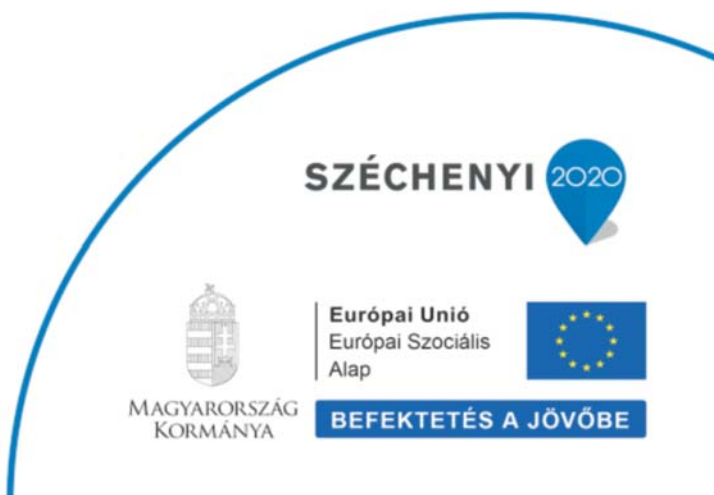 SZÉCHENYI 2020
Európai Unió
Európai Szociális
Alap
MAGYARORSZÁG
KORMÁNYA
BEFEKTETÉS A JÖVŐBE